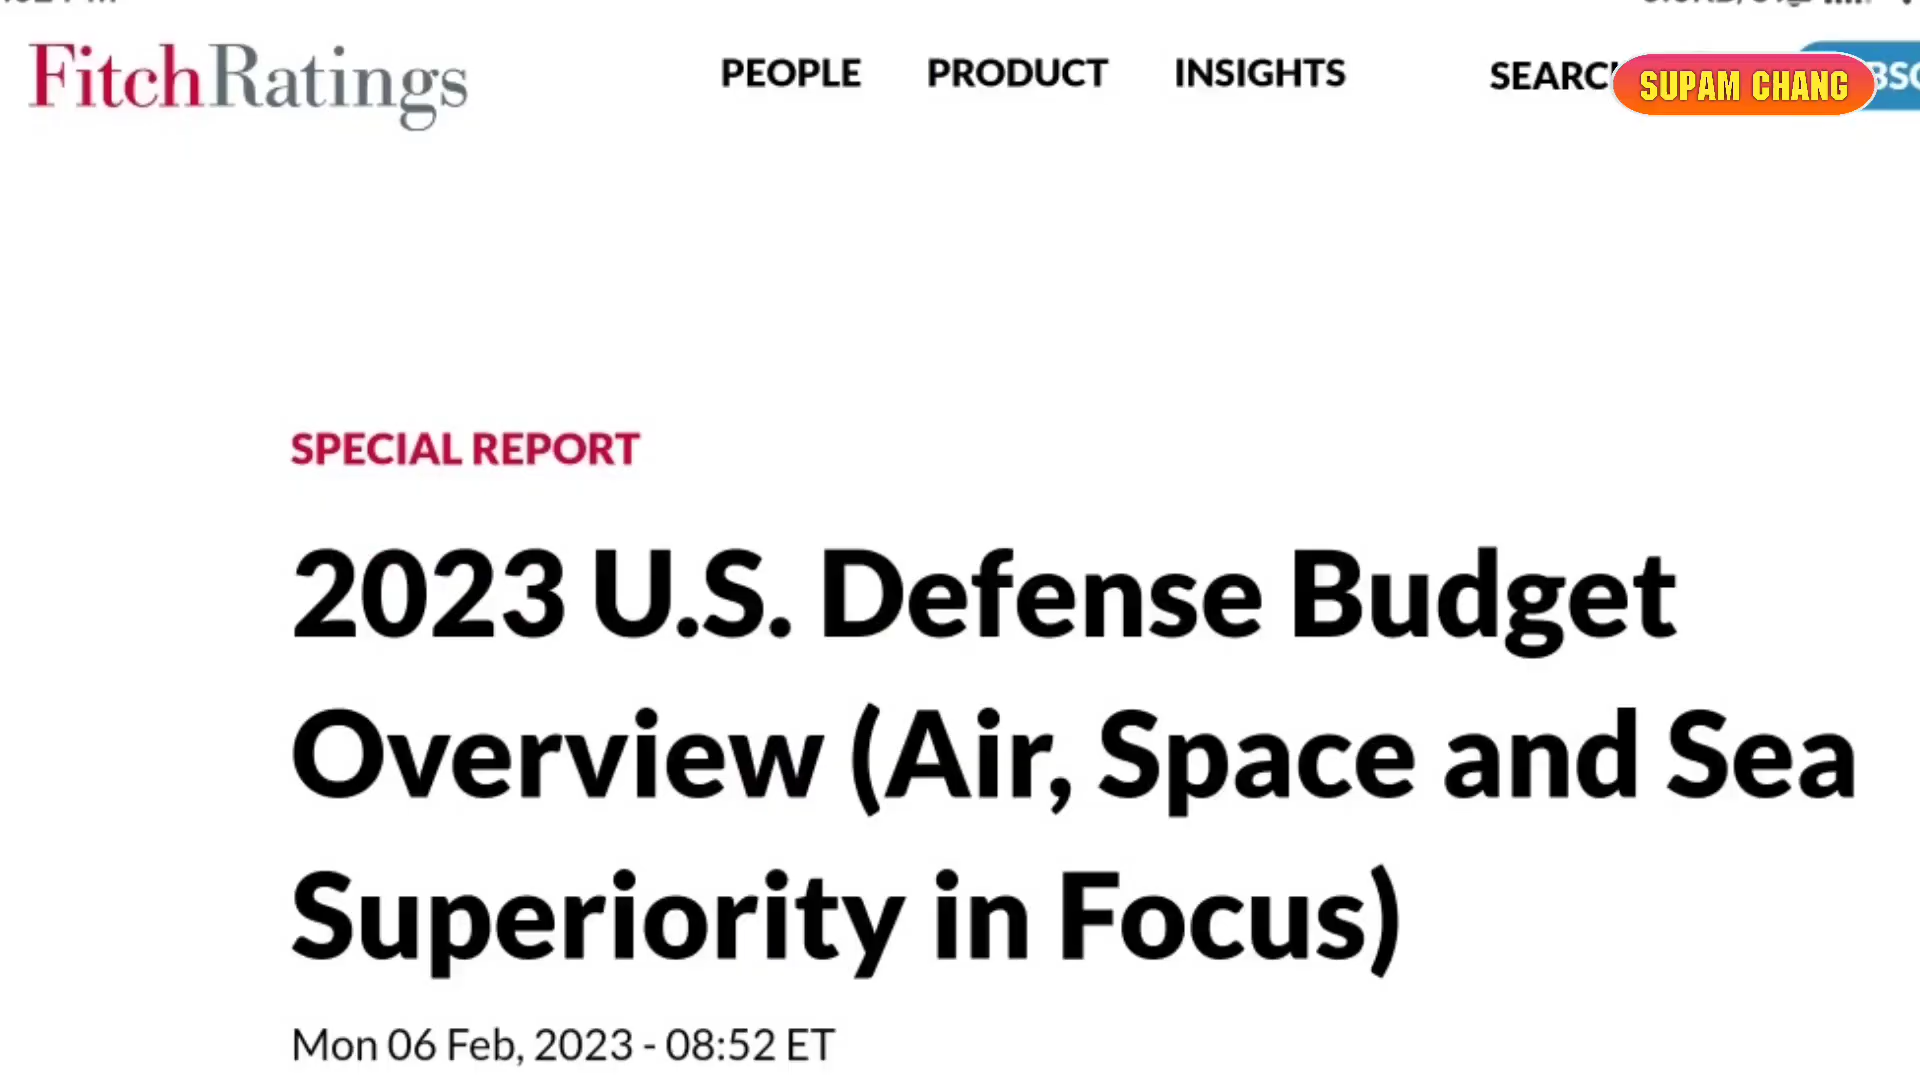 FitchRatings
PEOPLE PRODUCT INSIGHTS
SUPAM CHANG
SPECIAL REPORT
2023 U.S. Defense Budget
Overview (Air, Space and Sea
Superiority in Focus)
Mon 06 Feb, 2023 - 08:52 ET